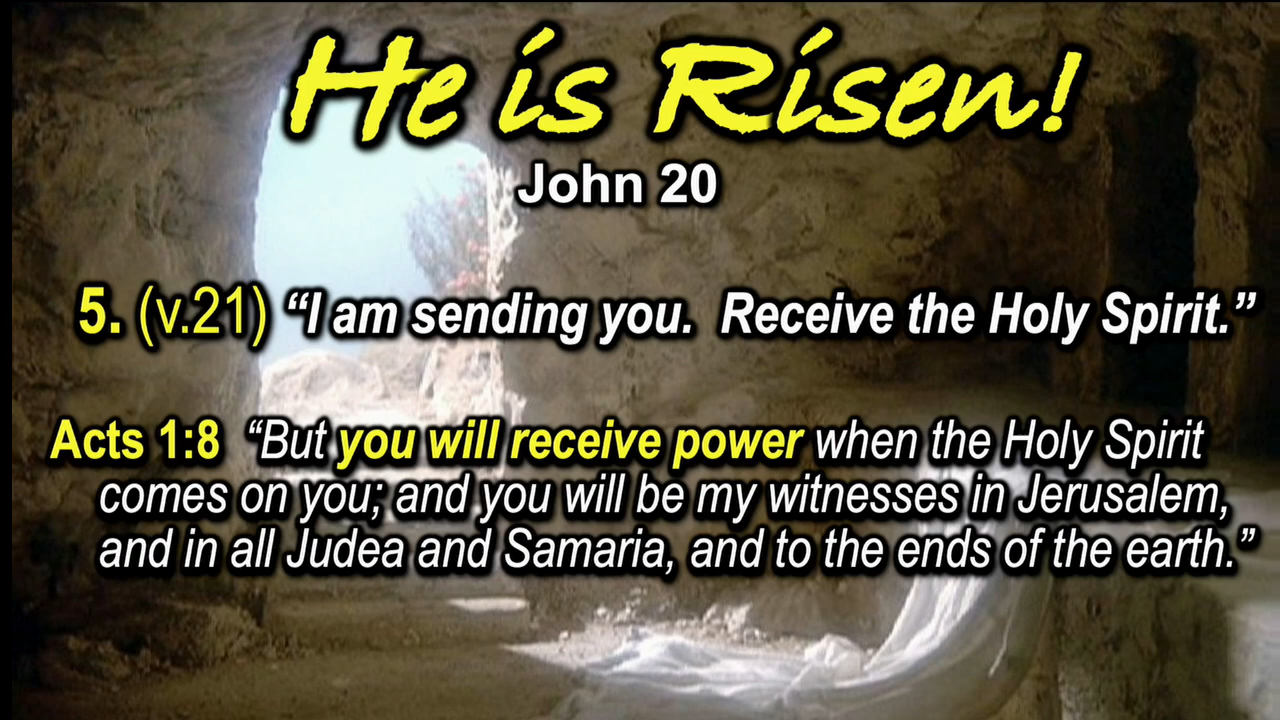 He is Risen!
John 20
5. (v.21) “I am sending you.  Receive the Holy Spirit.”
Acts 1:8  “But you will receive power when the Holy Spirit
comes on you; and you will be my witnesses in Jerusalem,
and in all Judea and Samaria, and to the ends of the earth.”